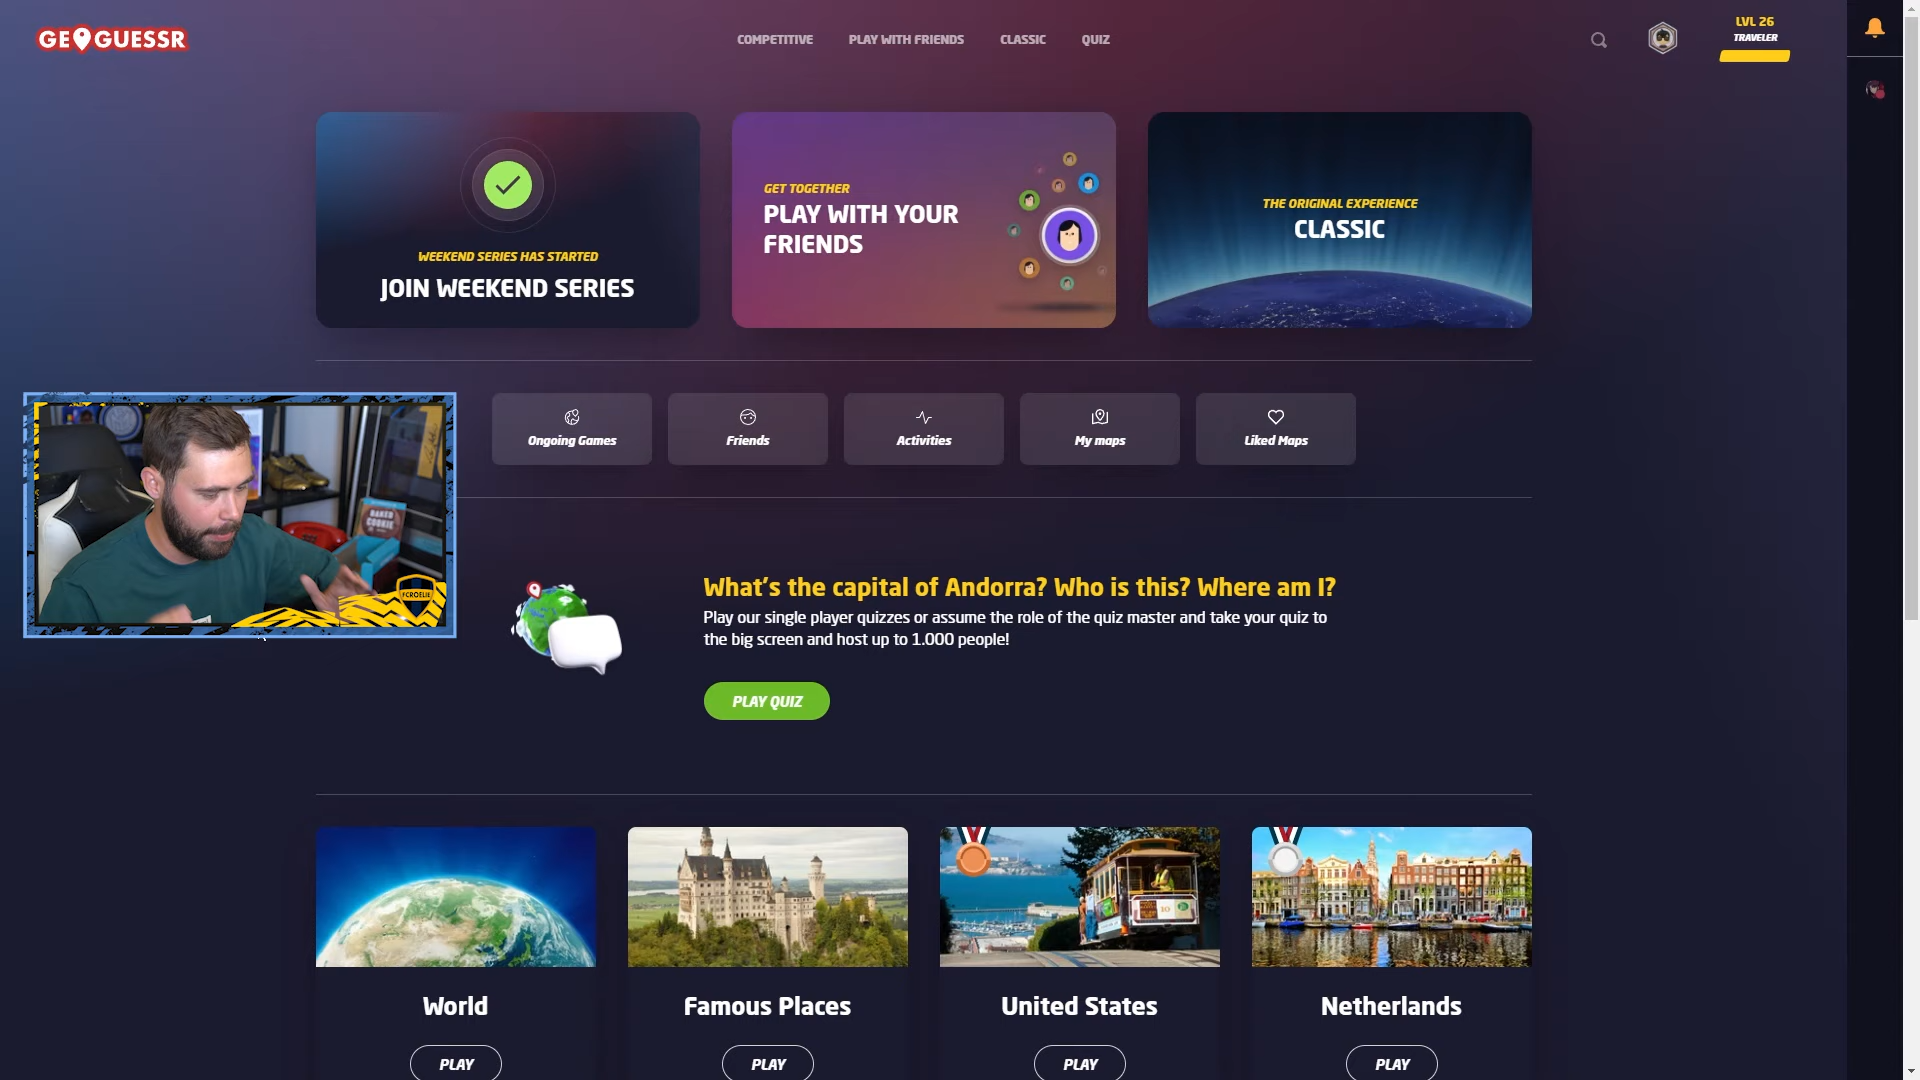 GEOGUESSR
COMPETITIVE
PLAY WITH FRIENDS
CLASSIC
QUIZ
LVL 26
TRAVELER
WEEKEND SERIES HAS STARTED
JOIN WEEKEND SERIES
GET TOGETHER
PLAY WITH YOUR
FRIENDS
THE ORIGINAL EXPERIENCE
CLASSIC
Ongoing Games
Friends
Activities
My maps
Liked Maps
BAKED
COOKIE
FCROELIE
What's the capital of Andorra? Who is this? Where am I?
Play our single player quizzes or assume the role of the quiz master and take your quiz to
the big screen and host up to 1.000 people!
PLAY QUIZ
World
Famous Places
United States
Netherlands
PLAY
PLAY
PLAY
PLAY